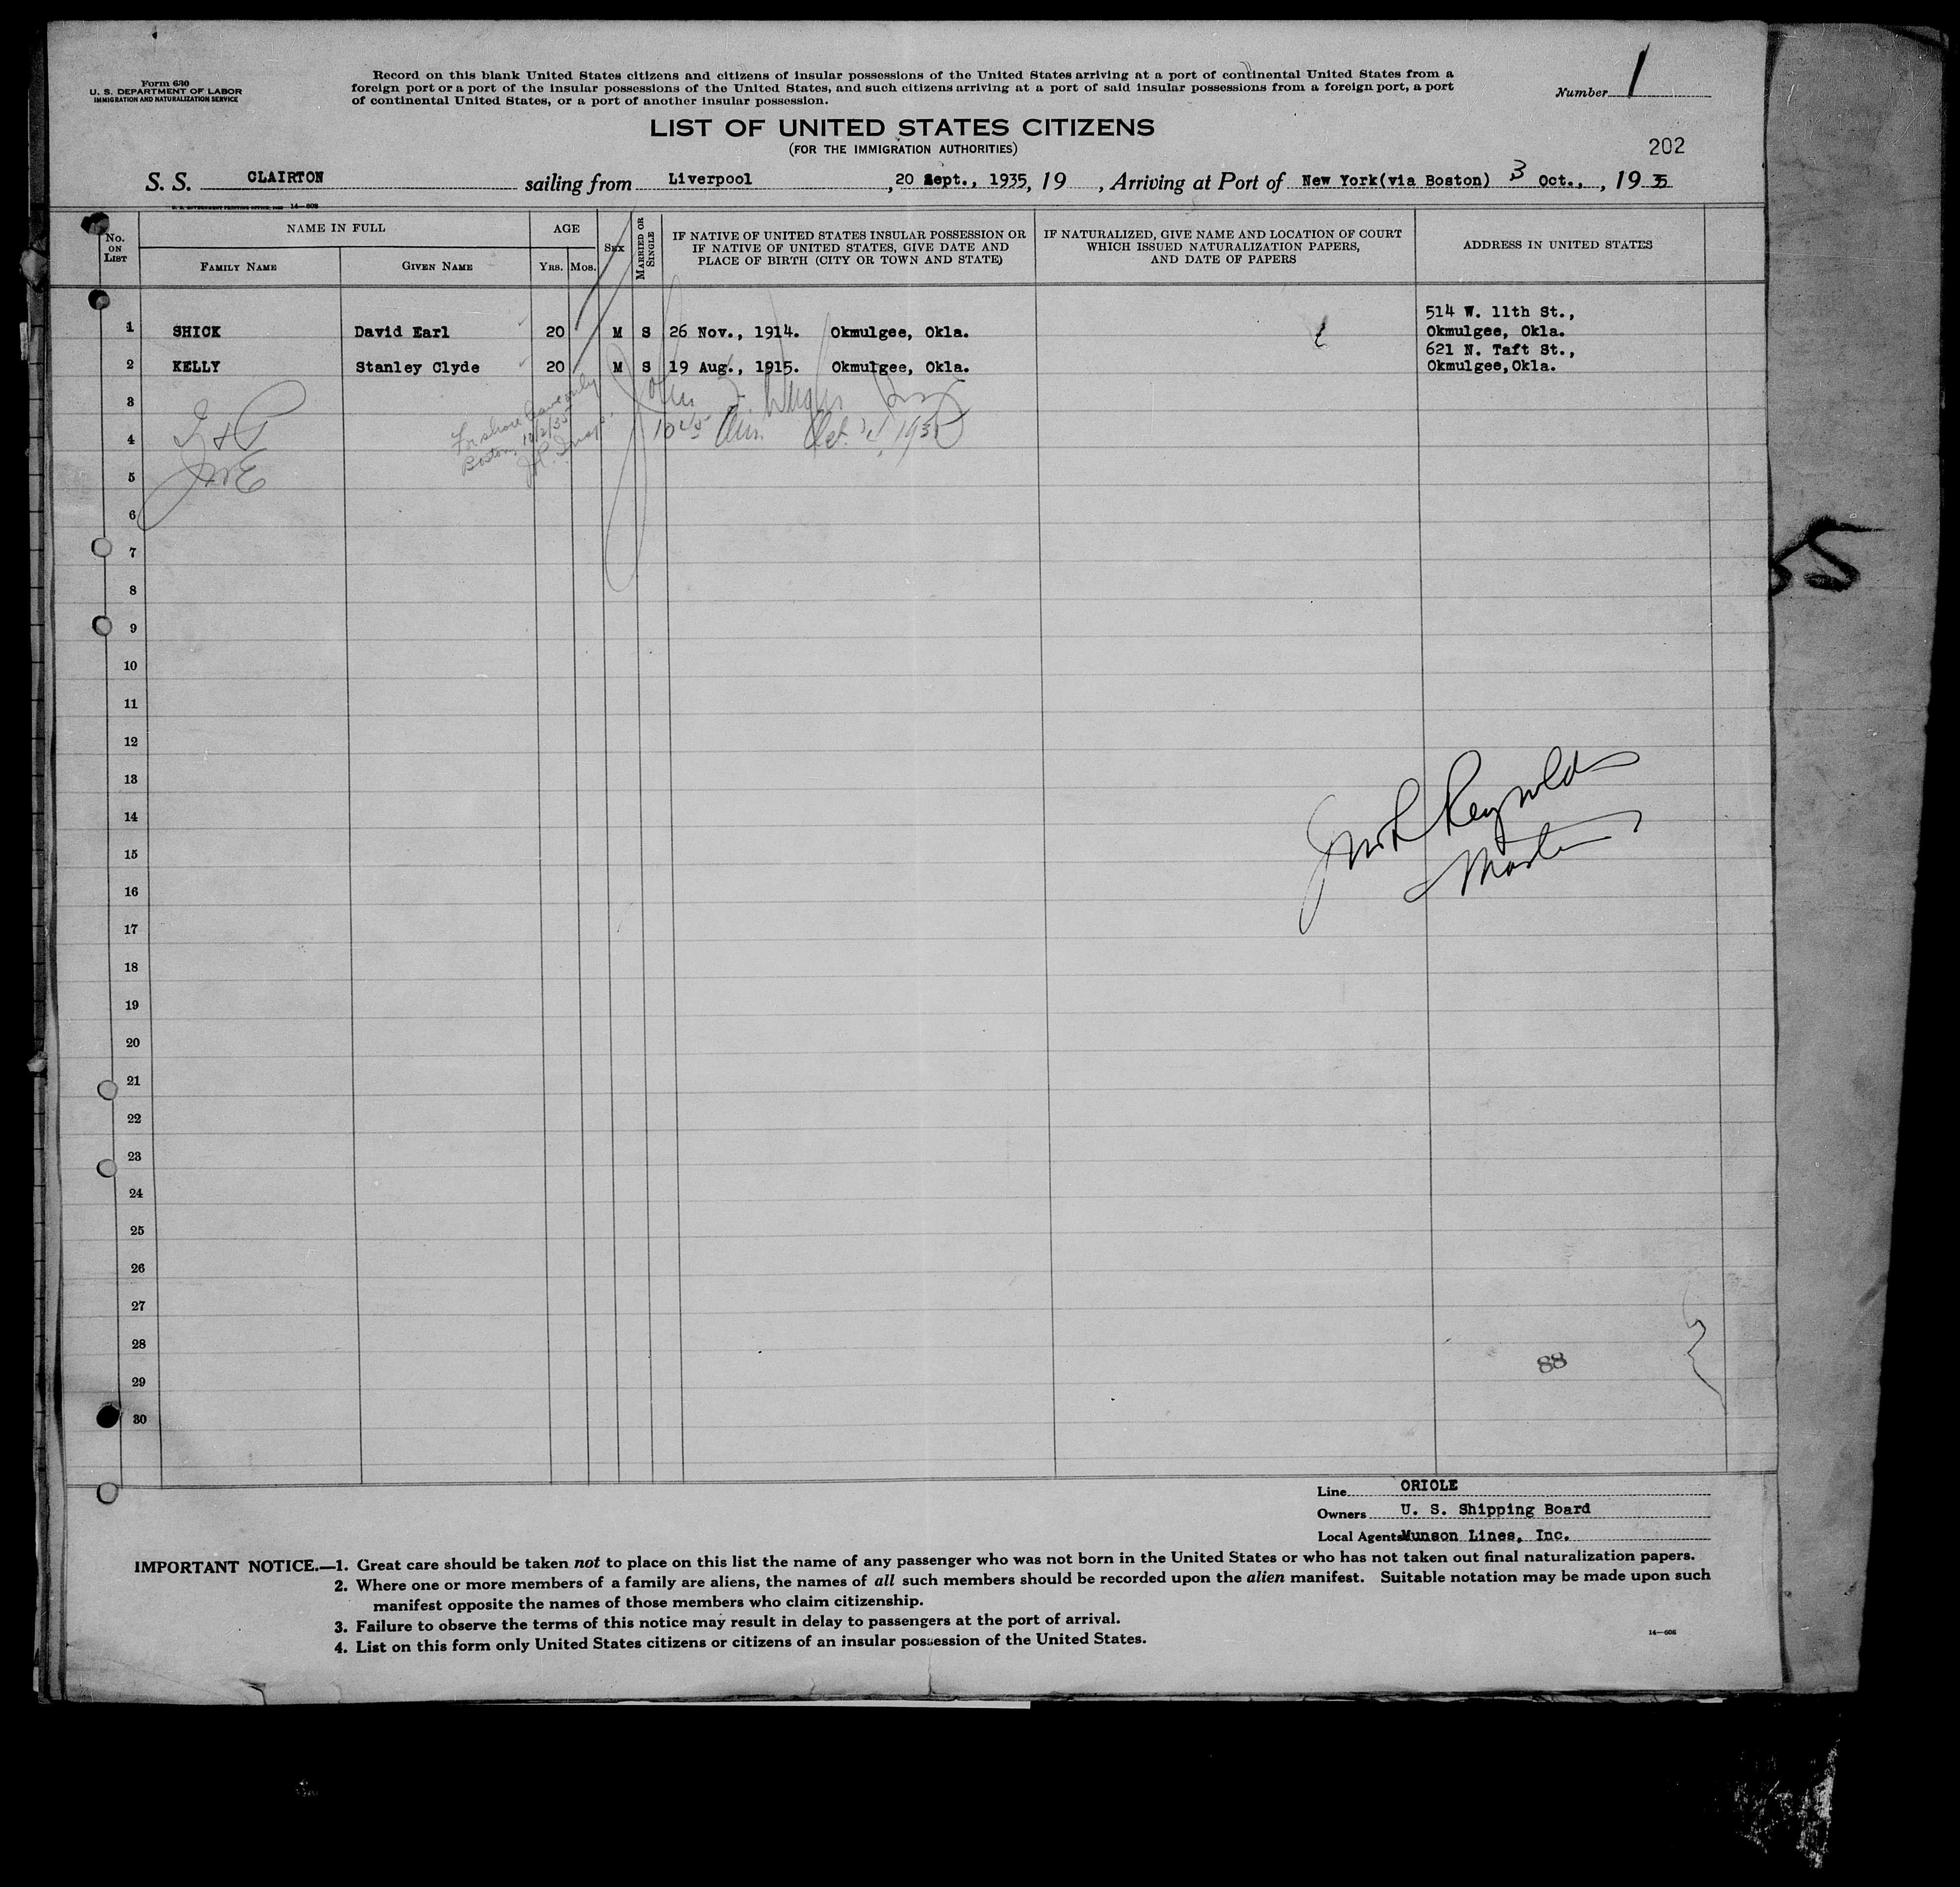 Form 630
U. S. DEPARTMENT OF LABOR
IMMIGRATION AND NATURALIZATION SERVICE
Record on this blank United States citizens and citizens of insular possessions of the United States arriving at a port of continental United States from a
foreign port or a port of the insular possessions of the United States, and such citizens arriving at a port of said insular possessions from a foreign port, a port
of continental United States, or a port of another insular possession.
Number 1
LIST OF UNITED STATES CITIZENS
(FOR THE IMMIGRATION AUTHORITIES)
202
S. S. CLAIRTON sailing from Liverpool, 20 Sept., 1935, 19 , Arriving at Port of New York(via Boston) 3 Oct., , 19 35
14—608
No. ON LIST
NAME IN FULL
FAMILY NAME
GIVEN NAME
AGE
YRS. MOS.
SEX
MARRIED OR SINGLE
IF NATIVE OF UNITED STATES INSULAR POSSESSION OR
IF NATIVE OF UNITED STATES, GIVE DATE AND
PLACE OF BIRTH (CITY OR TOWN AND STATE)
IF NATURALIZED, GIVE NAME AND LOCATION OF COURT
WHICH ISSUED NATURALIZATION PAPERS,
AND DATE OF PAPERS
ADDRESS IN UNITED STATES
514 W. 11th St.,
1 SHICK David Earl 20 M S 26 Nov., 1914. Okmulgee, Okla. Okmulgee, Okla.
621 N. Taft St.,
2 KELLY Stanley Clyde 20 M S 19 Aug., 1915. Okmulgee, Okla. Okmulgee,Okla.
For shore leave only
Boston, 10/2/35
10 45 Oct. 1935
3
4
5
6
7
8
9
10
11
12
13
14
15
16
17
18
19
20
21
22
23
24
25
26
27
28
29
30
Jno R Reynolds
Master
88
Line ORIOLE
Owners U. S. Shipping Board
Local Agents Munson Lines, Inc.
IMPORTANT NOTICE.—1. Great care should be taken not to place on this list the name of any passenger who was not born in the United States or who has not taken out final naturalization papers.
2. Where one or more members of a family are aliens, the names of all such members should be recorded upon the alien manifest. Suitable notation may be made upon such
manifest opposite the names of those members who claim citizenship.
3. Failure to observe the terms of this notice may result in delay to passengers at the port of arrival.
4. List on this form only United States citizens or citizens of an insular possession of the United States.
14—608